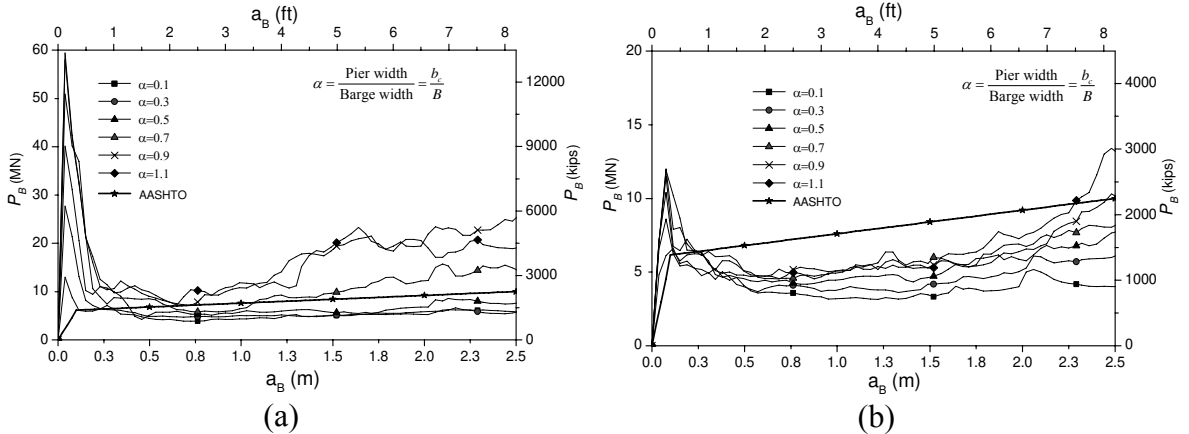 a_B (ft)
0 1 2 3 4 5 6 7 8
60
50
40
30
20
10
0
P_B (MN)
α=0.1
α=0.3
α=0.5
α=0.7
α=0.9
α=1.1
AASHTO
α = Pier width / Barge width = b_c / B
12000
9000
6000
3000
0
P_B (kips)
0.0 0.3 0.5 0.8 1.0 1.3 1.5 1.8 2.0 2.3 2.5
a_B (m)
(a)
a_B (ft)
0 1 2 3 4 5 6 7 8
20
15
10
5
0
P_B (MN)
α=0.1
α=0.3
α=0.5
α=0.7
α=0.9
α=1.1
AASHTO
α = Pier width / Barge width = b_c / B
4000
3000
2000
1000
0
P_B (kips)
0.0 0.3 0.5 0.8 1.0 1.2 1.5 1.8 2.0 2.3 2.5
a_B (m)
(b)